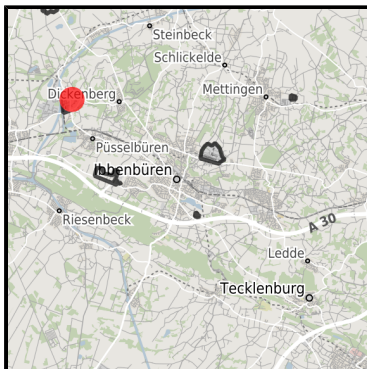 Steinbeck
Schlickelde
Dickenberg
Mettingen
Püsselbüren
Ibbenbüren
Riesenbeck
A 30
Ledde
Tecklenburg